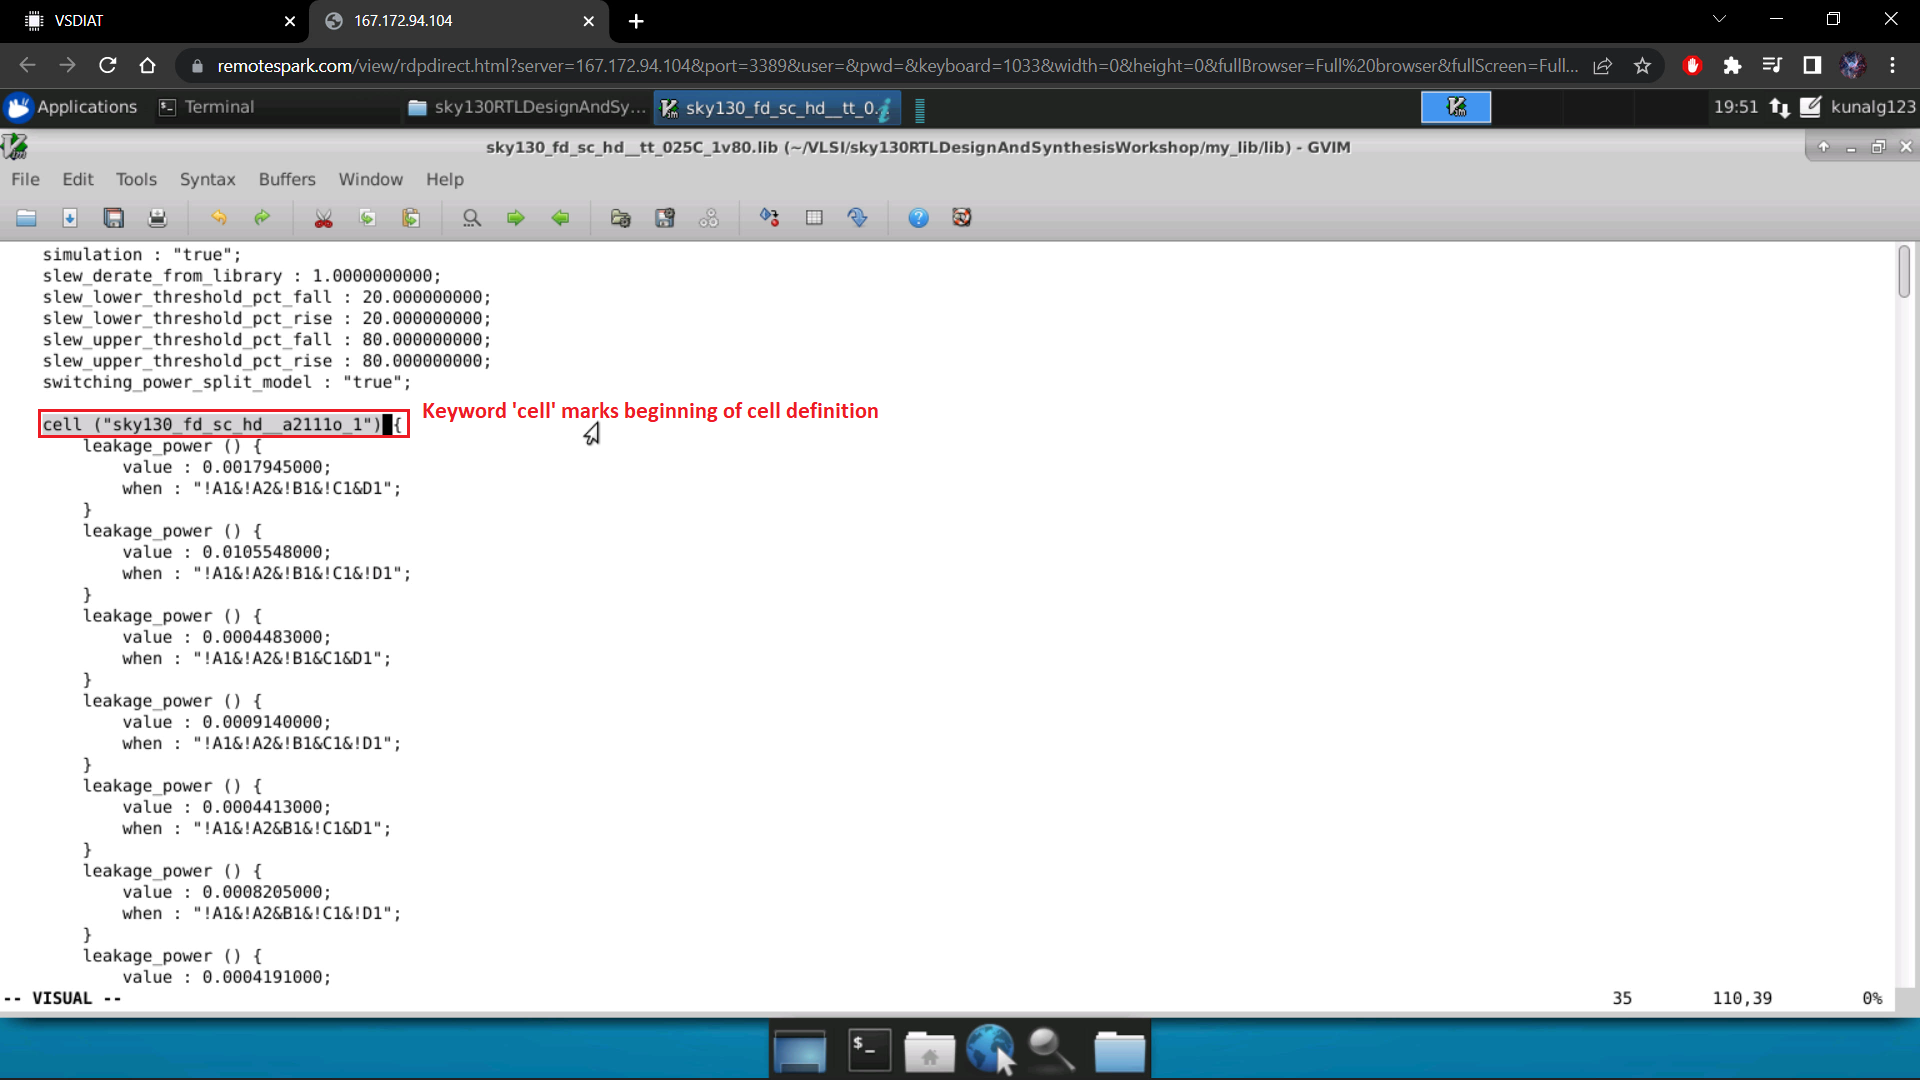 VSDIAT
167.172.94.104
remotespark.com/view/rdpdirect.html?server=167.172.94.104&port=3389&user=&pwd=&keyboard=1033&width=0&height=0&fullBrowser=Full%20browser&fullScreen=Full...
Applications
Terminal
sky130RTLDesignAndSy...
sky130_fd_sc_hd__tt_0.
19:51
kunalg123
sky130_fd_sc_hd__tt_025C_1v80.lib (~/VLSI/sky130RTLDesignAndSynthesisWorkshop/my_lib/lib) - GVIM
File Edit Tools Syntax Buffers Window Help
simulation : "true";
slew_derate_from_library : 1.0000000000;
slew_lower_threshold_pct_fall : 20.000000000;
slew_lower_threshold_pct_rise : 20.000000000;
slew_upper_threshold_pct_fall : 80.000000000;
slew_upper_threshold_pct_rise : 80.000000000;
switching_power_split_model : "true";
Keyword 'cell' marks beginning of cell definition
cell ("sky130_fd_sc_hd__a2111o_1") {
leakage_power () {
value : 0.0017945000;
when : "!A1&!A2&!B1&!C1&D1";
}
leakage_power () {
value : 0.0105548000;
when : "!A1&!A2&!B1&!C1&!D1";
}
leakage_power () {
value : 0.0004483000;
when : "!A1&!A2&!B1&C1&D1";
}
leakage_power () {
value : 0.0009140000;
when : "!A1&!A2&!B1&C1&!D1";
}
leakage_power () {
value : 0.0004413000;
when : "!A1&!A2&B1&!C1&D1";
}
leakage_power () {
value : 0.0008205000;
when : "!A1&!A2&B1&!C1&!D1";
}
leakage_power () {
value : 0.0004191000;
-- VISUAL -- 35 110,39 0%